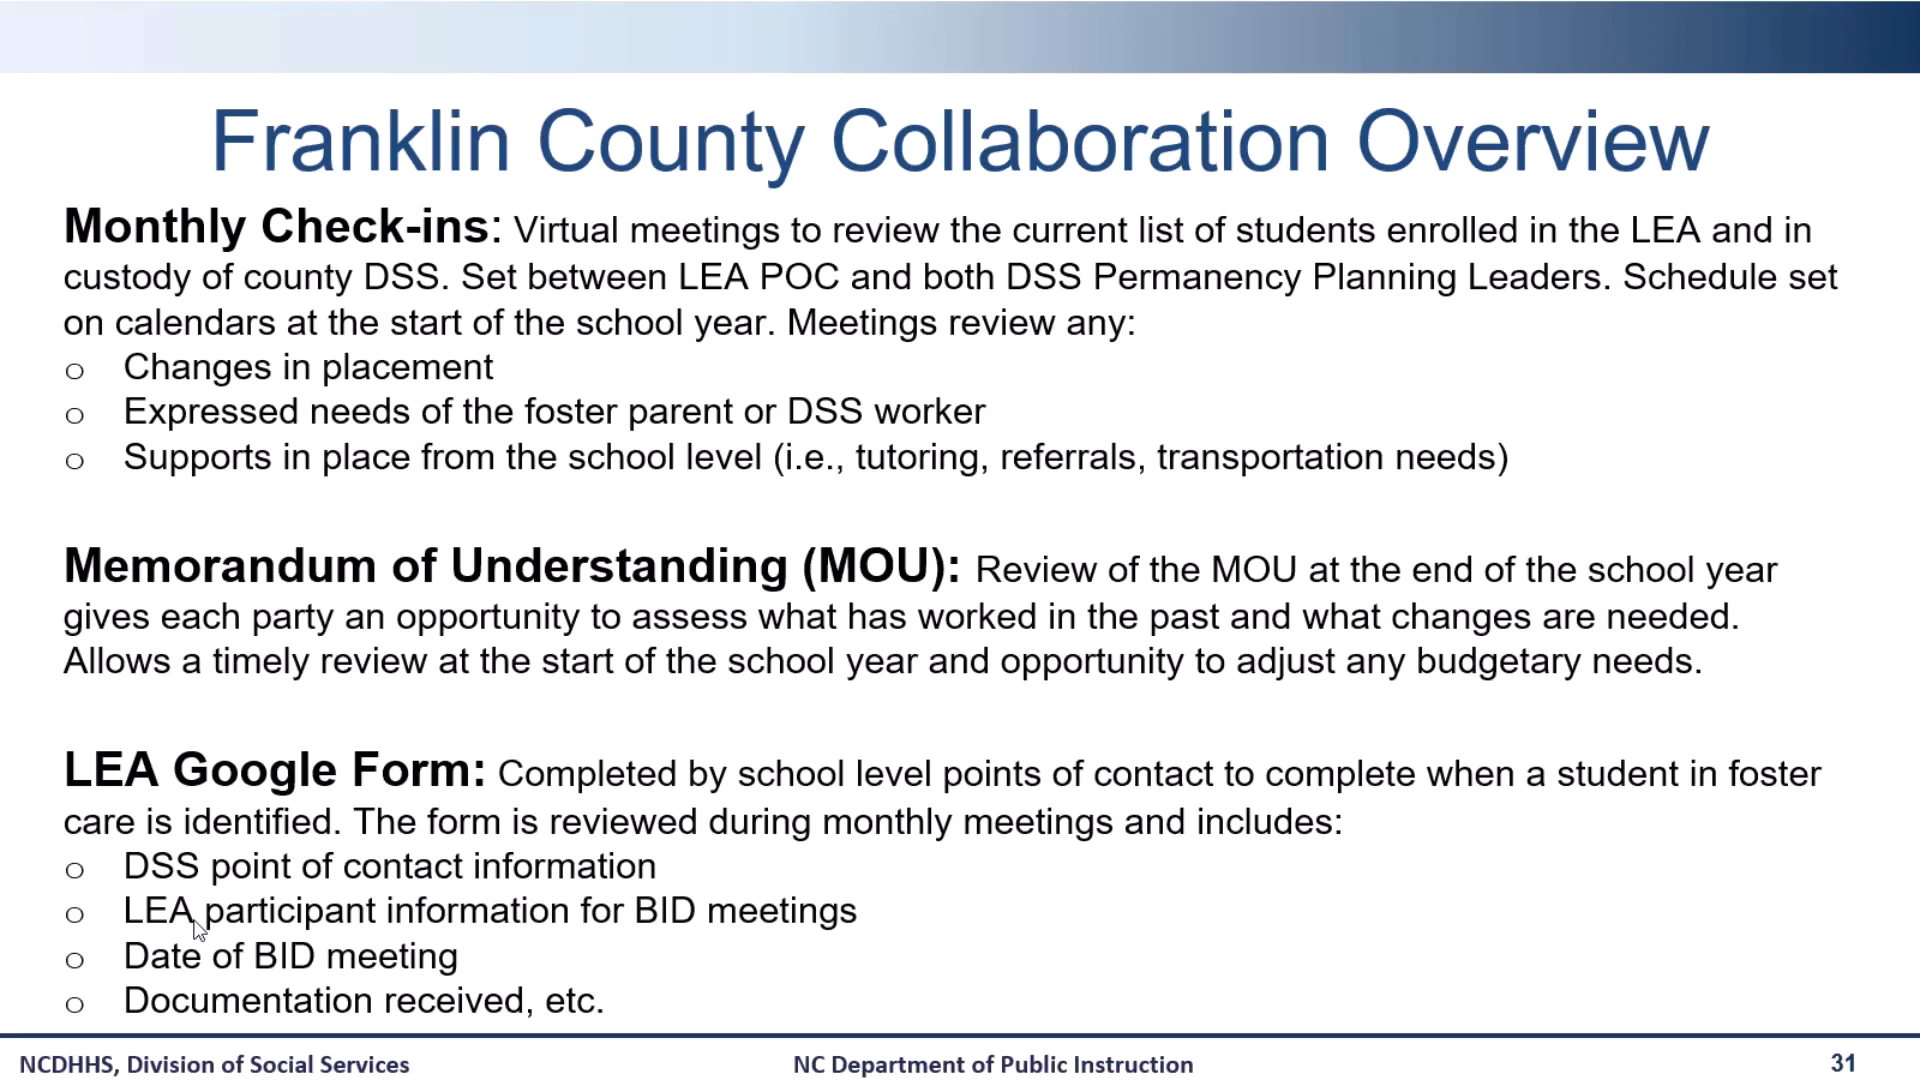 Franklin County Collaboration Overview
Monthly Check-ins: Virtual meetings to review the current list of students enrolled in the LEA and in
custody of county DSS. Set between LEA POC and both DSS Permanency Planning Leaders. Schedule set
on calendars at the start of the school year. Meetings review any:
o Changes in placement
o Expressed needs of the foster parent or DSS worker
o Supports in place from the school level (i.e., tutoring, referrals, transportation needs)
Memorandum of Understanding (MOU): Review of the MOU at the end of the school year
gives each party an opportunity to assess what has worked in the past and what changes are needed.
Allows a timely review at the start of the school year and opportunity to adjust any budgetary needs.
LEA Google Form: Completed by school level points of contact to complete when a student in foster
care is identified. The form is reviewed during monthly meetings and includes:
o DSS point of contact information
o LEA participant information for BID meetings
o Date of BID meeting
o Documentation received, etc.
NCDHHS, Division of Social Services NC Department of Public Instruction 31